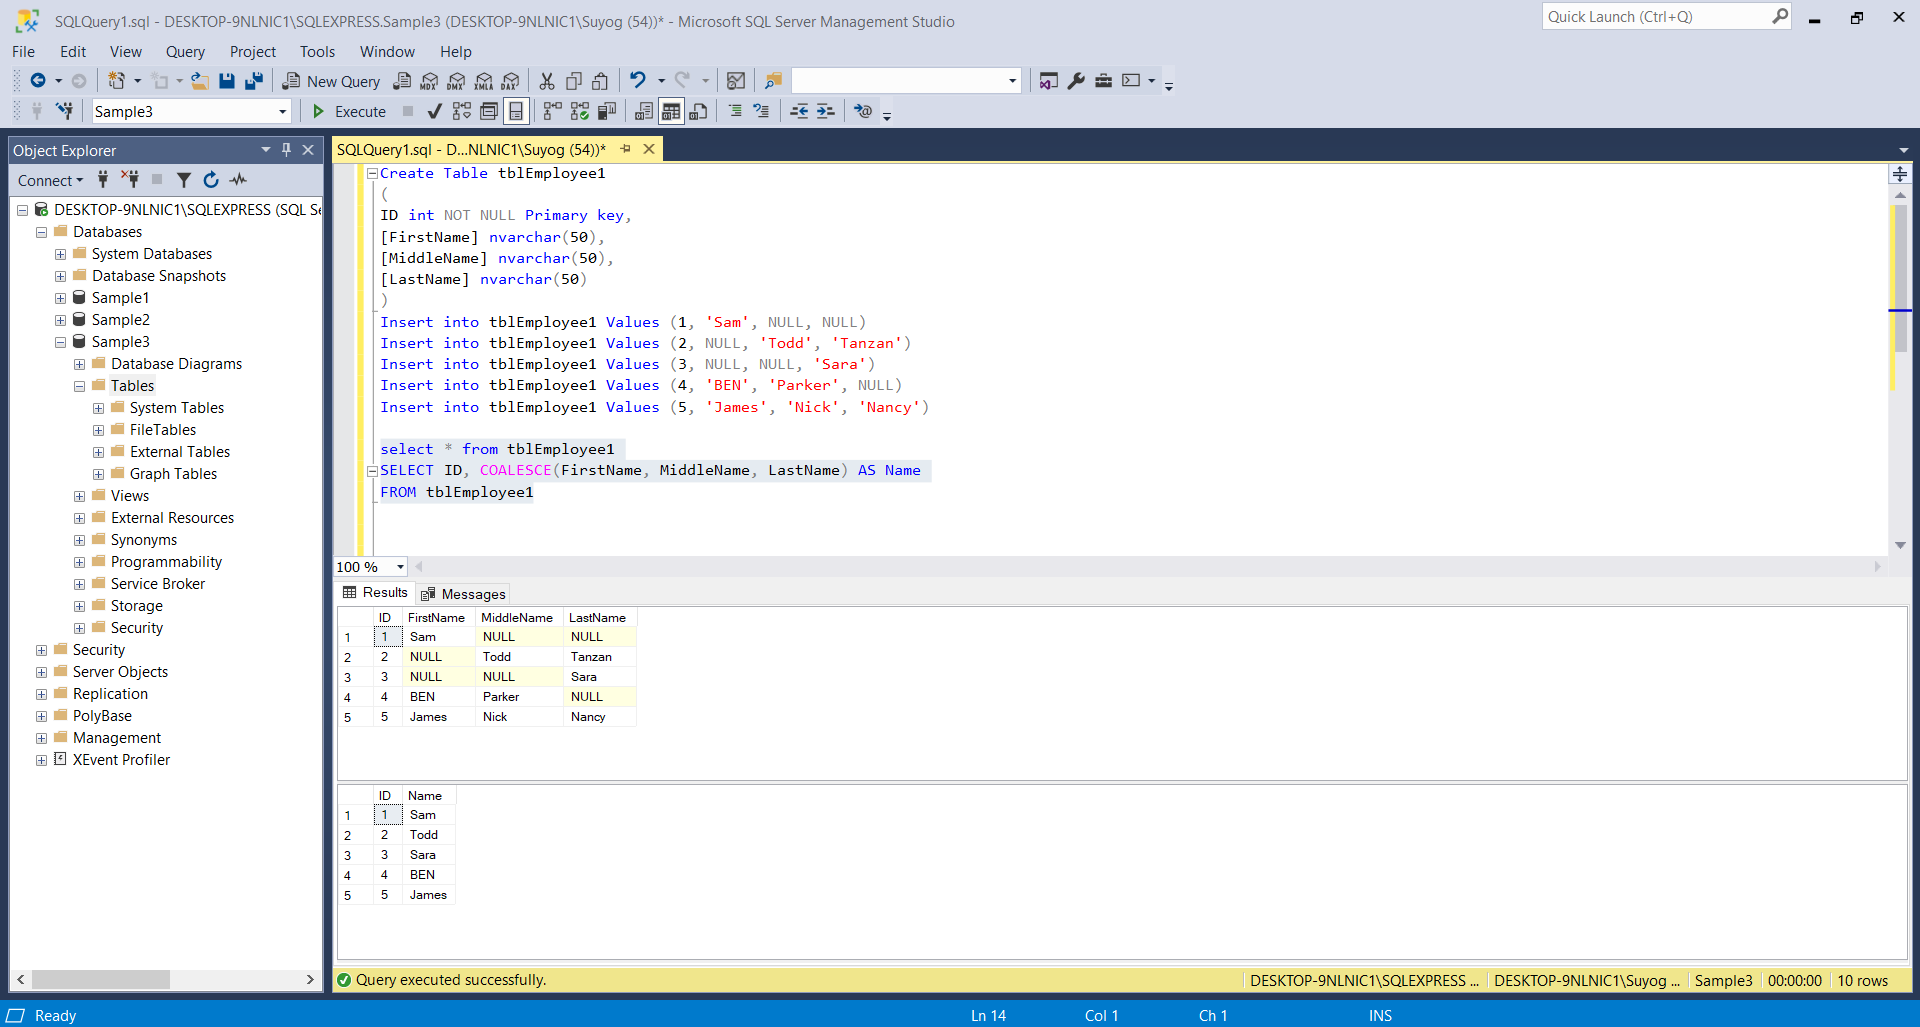 SQLQuery1.sql - DESKTOP-9NLNIC1\SQLEXPRESS.Sample3 (DESKTOP-9NLNIC1\Suyog (54))* - Microsoft SQL Server Management Studio
Quick Launch (Ctrl+Q)
File Edit View Query Project Tools Window Help
New Query MDX DMX XMLA DAX
Sample3 Execute
Object Explorer
Connect
DESKTOP-9NLNIC1\SQLEXPRESS (SQL Se
Databases
System Databases
Database Snapshots
Sample1
Sample2
Sample3
Database Diagrams
Tables
System Tables
FileTables
External Tables
Graph Tables
Views
External Resources
Synonyms
Programmability
Service Broker
Storage
Security
Security
Server Objects
Replication
PolyBase
Management
XEvent Profiler
SQLQuery1.sql - D...NLNIC1\Suyog (54))*
Create Table tblEmployee1
(
ID int NOT NULL Primary key,
[FirstName] nvarchar(50),
[MiddleName] nvarchar(50),
[LastName] nvarchar(50)
)
Insert into tblEmployee1 Values (1, 'Sam', NULL, NULL)
Insert into tblEmployee1 Values (2, NULL, 'Todd', 'Tanzan')
Insert into tblEmployee1 Values (3, NULL, NULL, 'Sara')
Insert into tblEmployee1 Values (4, 'BEN', 'Parker', NULL)
Insert into tblEmployee1 Values (5, 'James', 'Nick', 'Nancy')
select * from tblEmployee1
SELECT ID, COALESCE(FirstName, MiddleName, LastName) AS Name
FROM tblEmployee1
100 %
Results Messages
ID FirstName MiddleName LastName
1 1 Sam NULL NULL
2 2 NULL Todd Tanzan
3 3 NULL NULL Sara
4 4 BEN Parker NULL
5 5 James Nick Nancy
ID Name
1 1 Sam
2 2 Todd
3 3 Sara
4 4 BEN
5 5 James
Query executed successfully. DESKTOP-9NLNIC1\SQLEXPRESS ... DESKTOP-9NLNIC1\Suyog ... Sample3 00:00:00 10 rows
Ready Ln 14 Col 1 Ch 1 INS